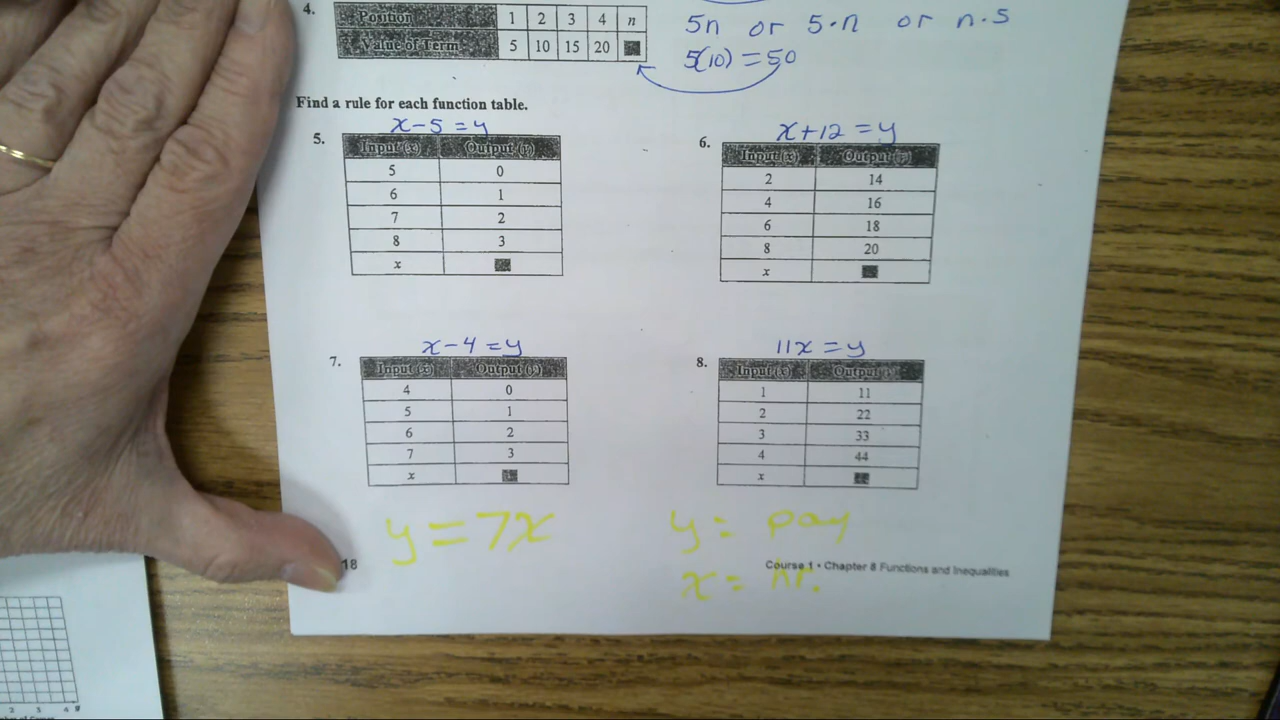 4.
Position 1 2 3 4 n
Value of Term 5 10 15 20
5n or 5·n or n·5
5(10) = 50
Find a rule for each function table.
5.
x-5 = y
Input (x) Output (y)
5 0
6 1
7 2
8 3
x
6.
x+12 = y
Input (x) Output (y)
2 14
4 16
6 18
8 20
x
7.
x-4 = y
Input (x) Output (y)
4 0
5 1
6 2
7 3
x
8.
11x = y
Input (x) Output (y)
1 11
2 22
3 33
4 44
x
y = 7x
y = pay
x = hr.
18
Course 1 • Chapter 8 Functions and Inequalities
2 3 4